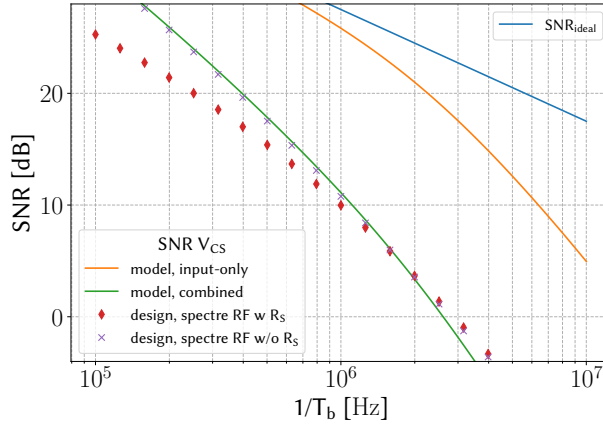 SNR_ideal
20
10
0
SNR [dB]
SNR V_CS
model, input-only
model, combined
design, spectre RF w R_S
design, spectre RF w/o R_S
10^5 10^6 10^7
1/T_b [Hz]